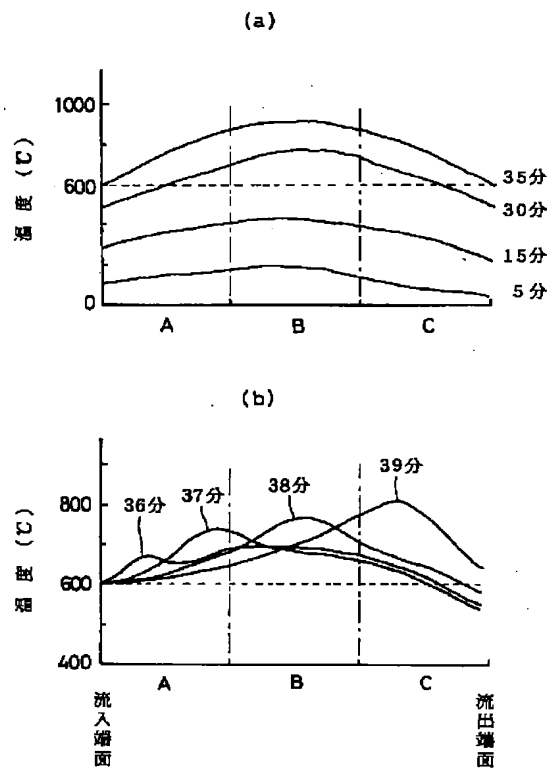 (a)
温度 (℃)
1000
600
0
35分
30分
15分
5分
A
B
C
(b)
温度 (℃)
800
600
400
36分
37分
38分
39分
A
B
C
流入端面
流出端面